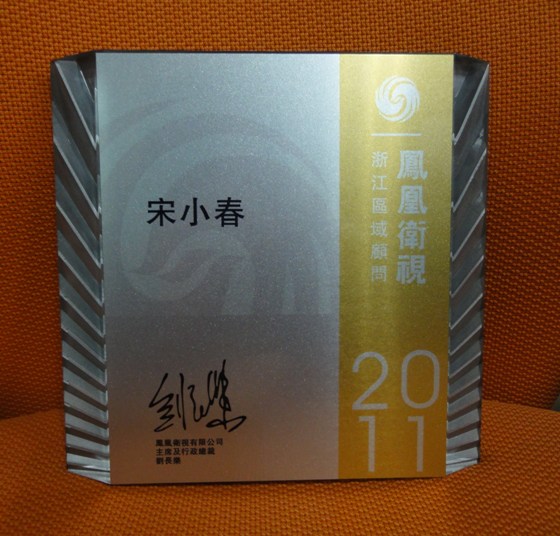 鳳凰衛視
浙江區域顧問
宋小春
2011
鳳凰衛視有限公司
主席及行政總裁
劉長樂